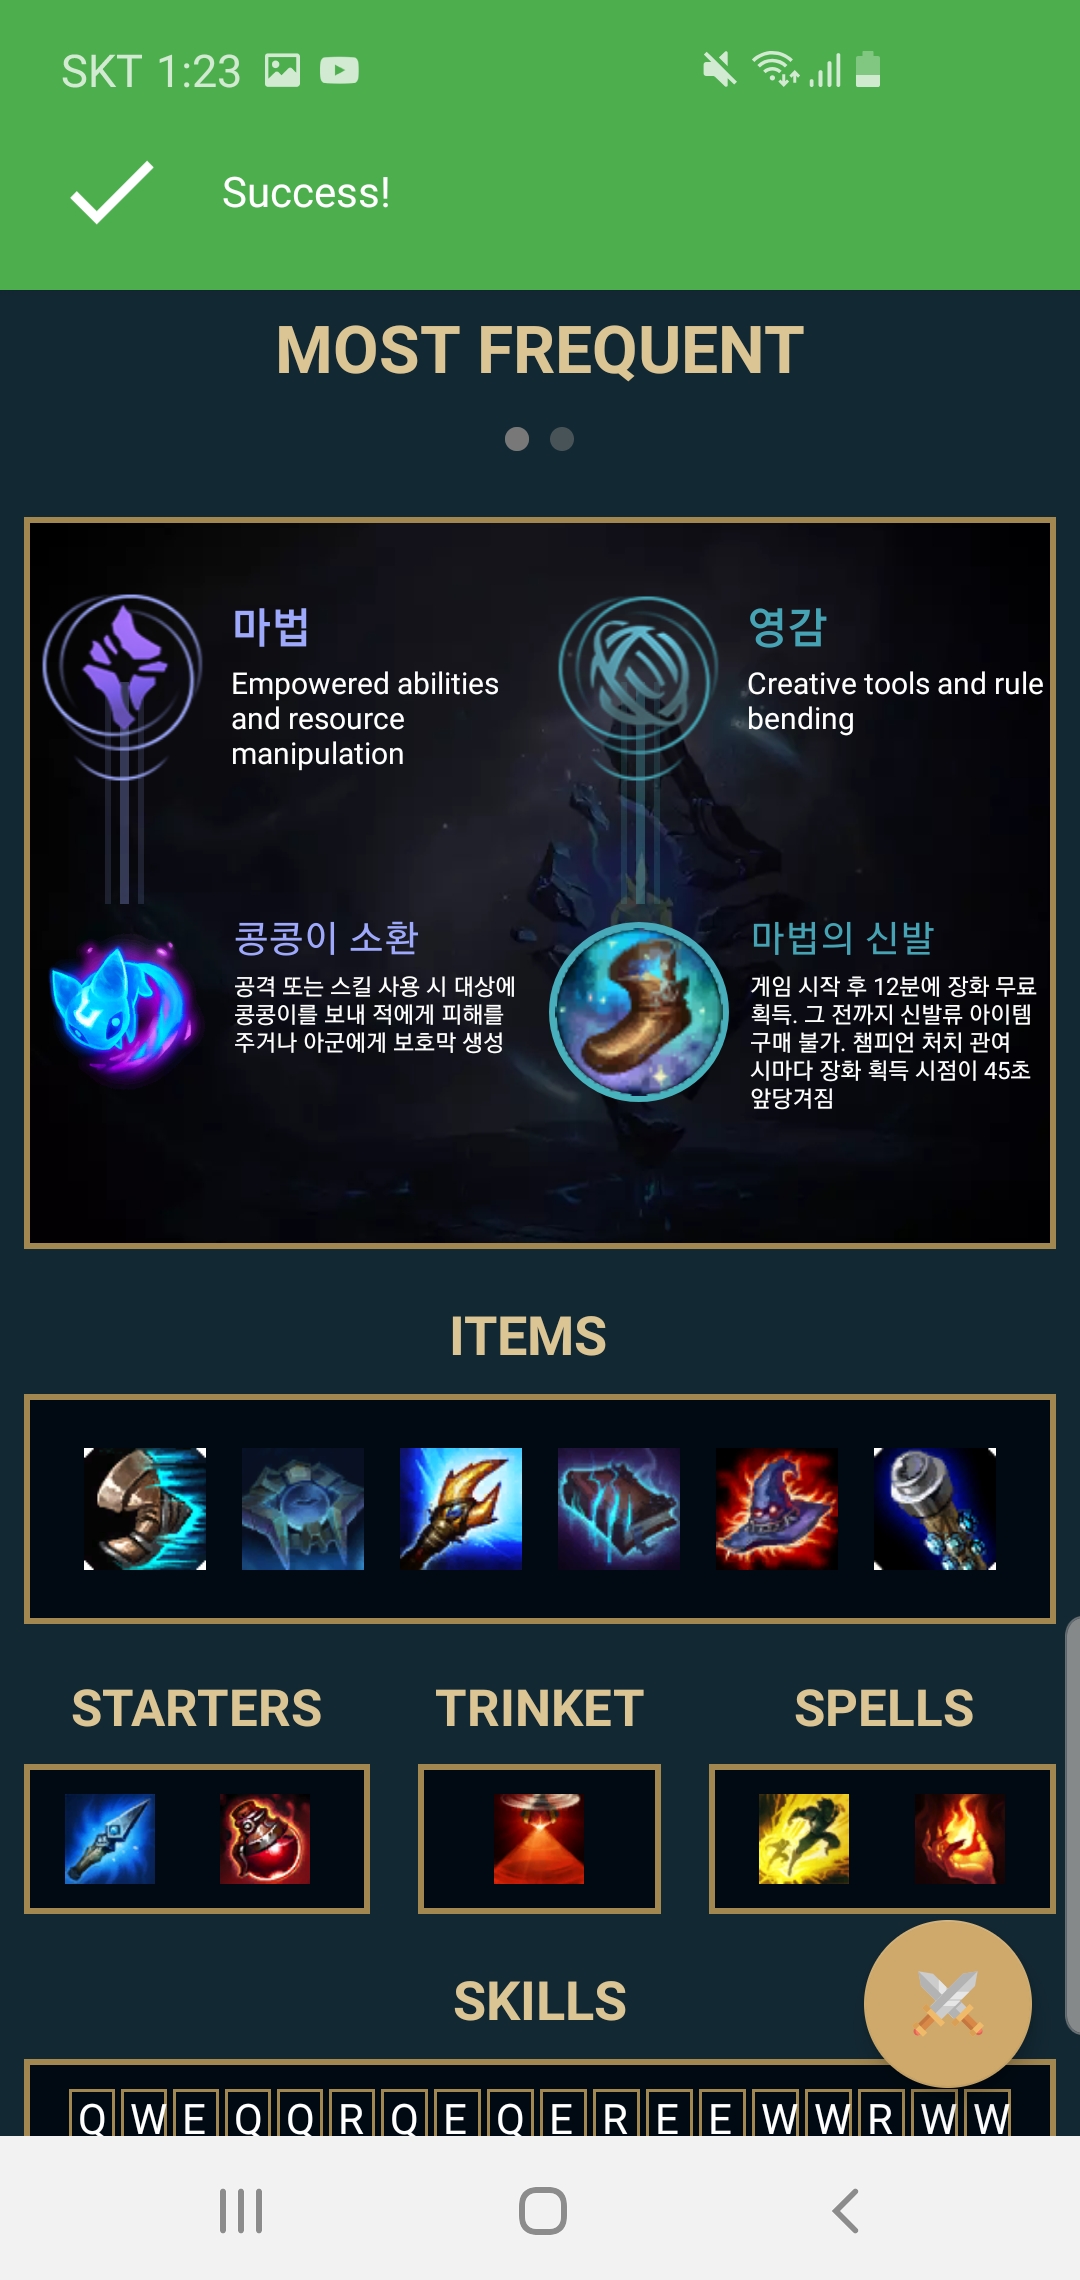 SKT 1:23
Success!
MOST FREQUENT
마법
Empowered abilities
and resource
manipulation
영감
Creative tools and rule
bending
콩콩이 소환
공격 또는 스킬 사용 시 대상에
콩콩이를 보내 적에게 피해를
주거나 아군에게 보호막 생성
마법의 신발
게임 시작 후 12분에 장화 무료
획득. 그 전까지 신발류 아이템
구매 불가. 챔피언 처치 관여
시마다 장화 획득 시점이 45초
앞당겨짐
ITEMS
STARTERS
TRINKET
SPELLS
SKILLS
Q W E Q Q R Q E Q E R E E W W R W W